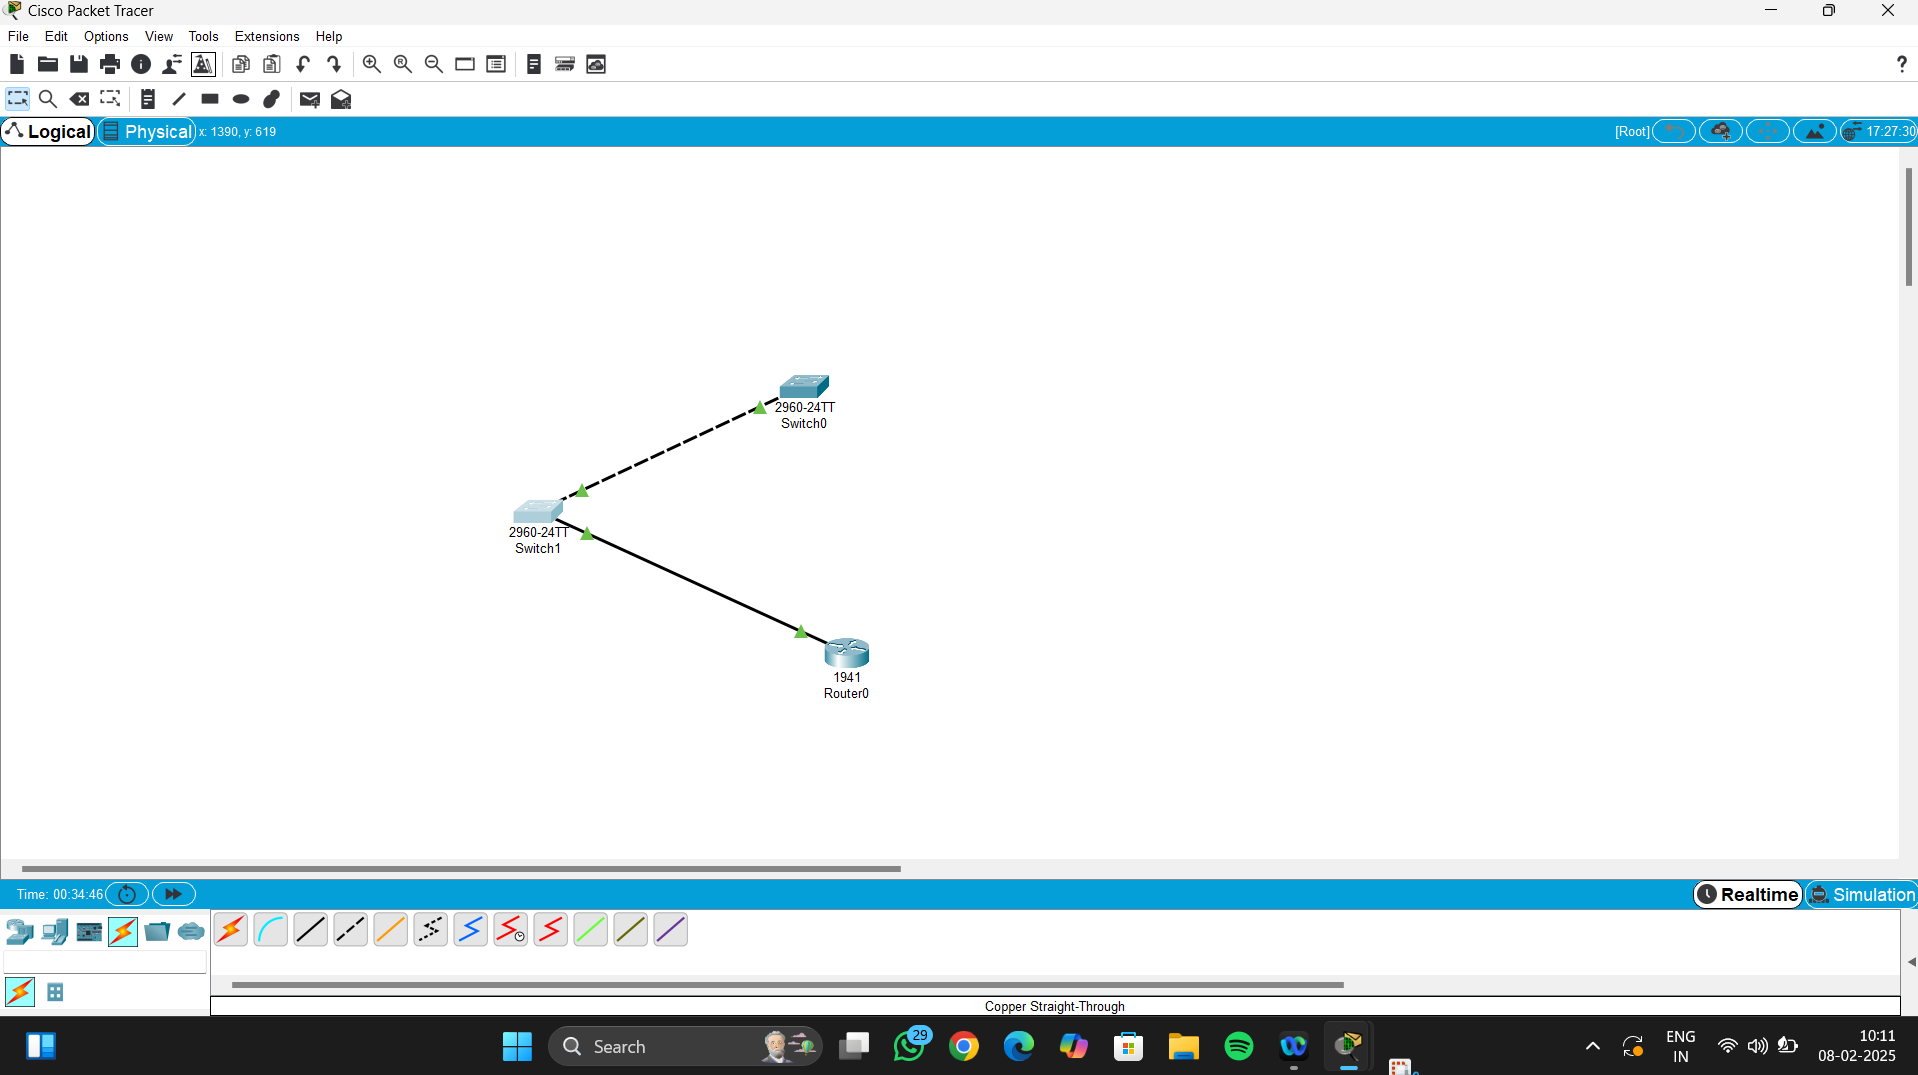 Cisco Packet Tracer
File Edit Options View Tools Extensions Help
Logical Physical x: 1390, y: 619 [Root] 17:27:30
2960-24TT
Switch0
2960-24TT
Switch1
1941
Router0
Time: 00:34:46 Realtime Simulation
Copper Straight-Through
Search 29 ENG 10:11
IN 08-02-2025